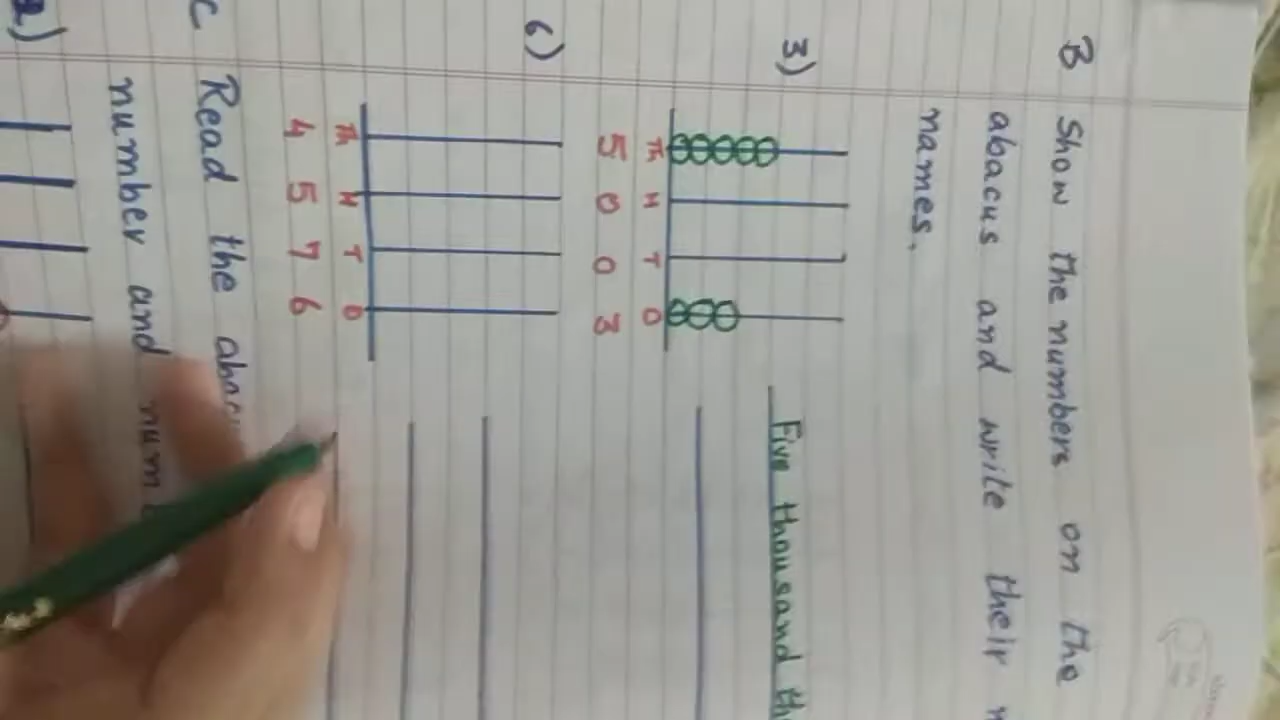 B Show the numbers on the
abacus and write their
names.
3)
Five thousand
Th H T O
5 0 0 3
6)
Th H T O
4 5 7 6
C Read the
number and